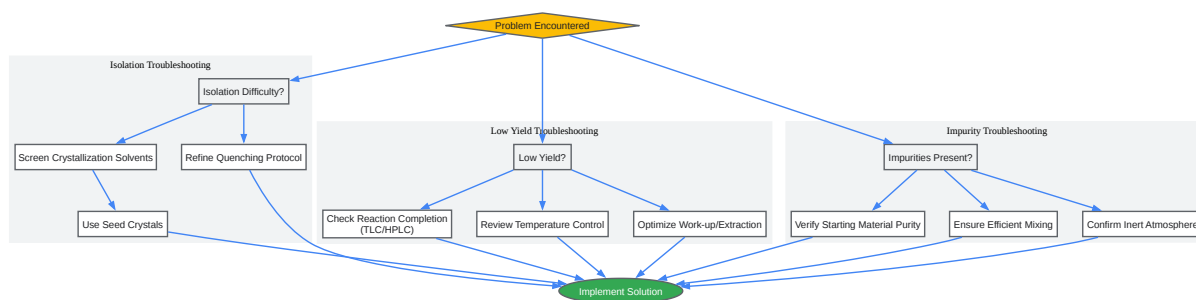 Problem Encountered
Isolation Troubleshooting
Isolation Difficulty?
Screen Crystallization Solvents
Refine Quenching Protocol
Use Seed Crystals
Low Yield Troubleshooting
Low Yield?
Check Reaction Completion
(TLC/HPLC)
Review Temperature Control
Optimize Work-up/Extraction
Impurity Troubleshooting
Impurities Present?
Verify Starting Material Purity
Ensure Efficient Mixing
Confirm Inert Atmosphere
Implement Solution